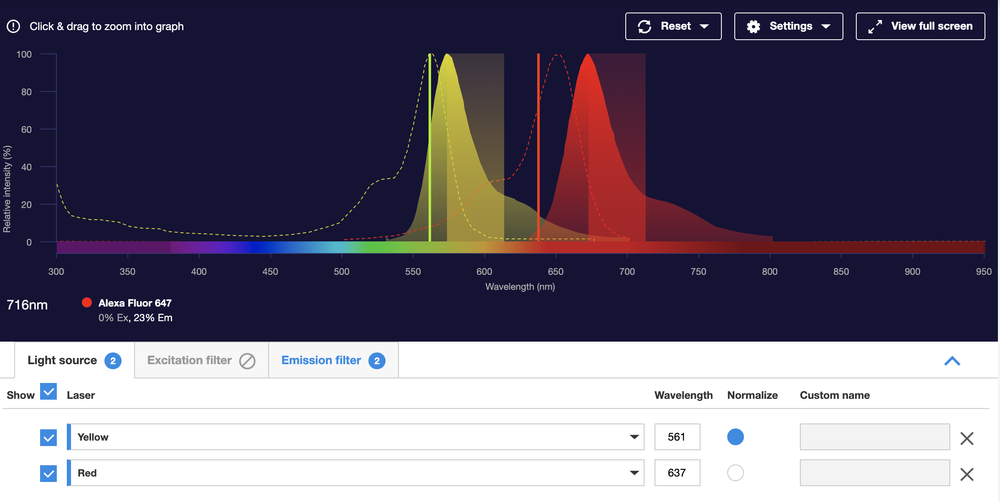 Click & drag to zoom into graph
Reset
Settings
View full screen
100
80
60
40
20
0
Relative intensity (%)
300 350 400 450 500 550 600 650 700 750 800 850 900 950
Wavelength (nm)
716nm
Alexa Fluor 647
0% Ex, 23% Em
Light source 2
Excitation filter
Emission filter 2
Show Laser Wavelength Normalize Custom name
Yellow 561
Red 637